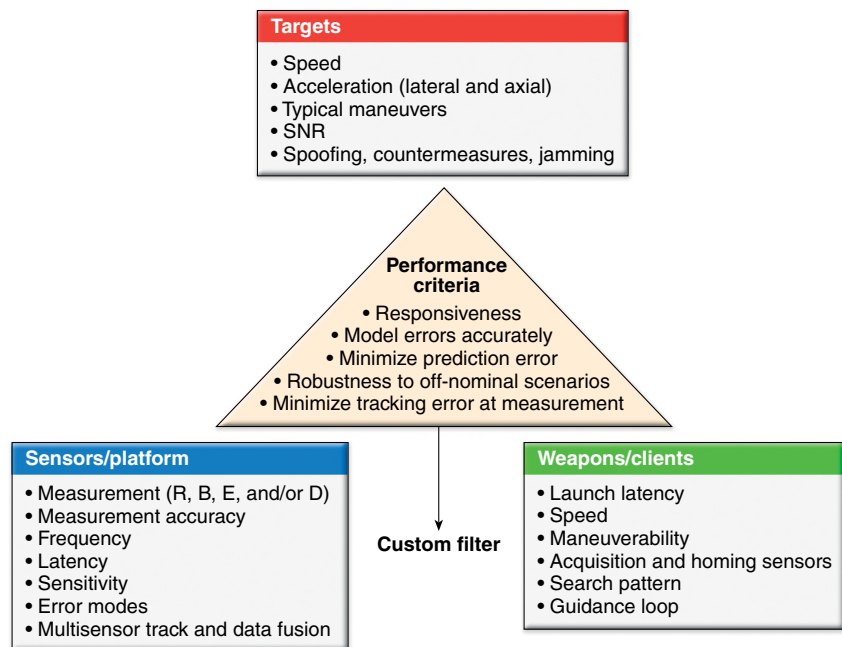 Targets
• Speed
• Acceleration (lateral and axial)
• Typical maneuvers
• SNR
• Spoofing, countermeasures, jamming
Performance
criteria
• Responsiveness
• Model errors accurately
• Minimize prediction error
• Robustness to off-nominal scenarios
• Minimize tracking error at measurement
Sensors/platform
• Measurement (R, B, E, and/or D)
• Measurement accuracy
• Frequency
• Latency
• Sensitivity
• Error modes
• Multisensor track and data fusion
Custom filter
Weapons/clients
• Launch latency
• Speed
• Maneuverability
• Acquisition and homing sensors
• Search pattern
• Guidance loop